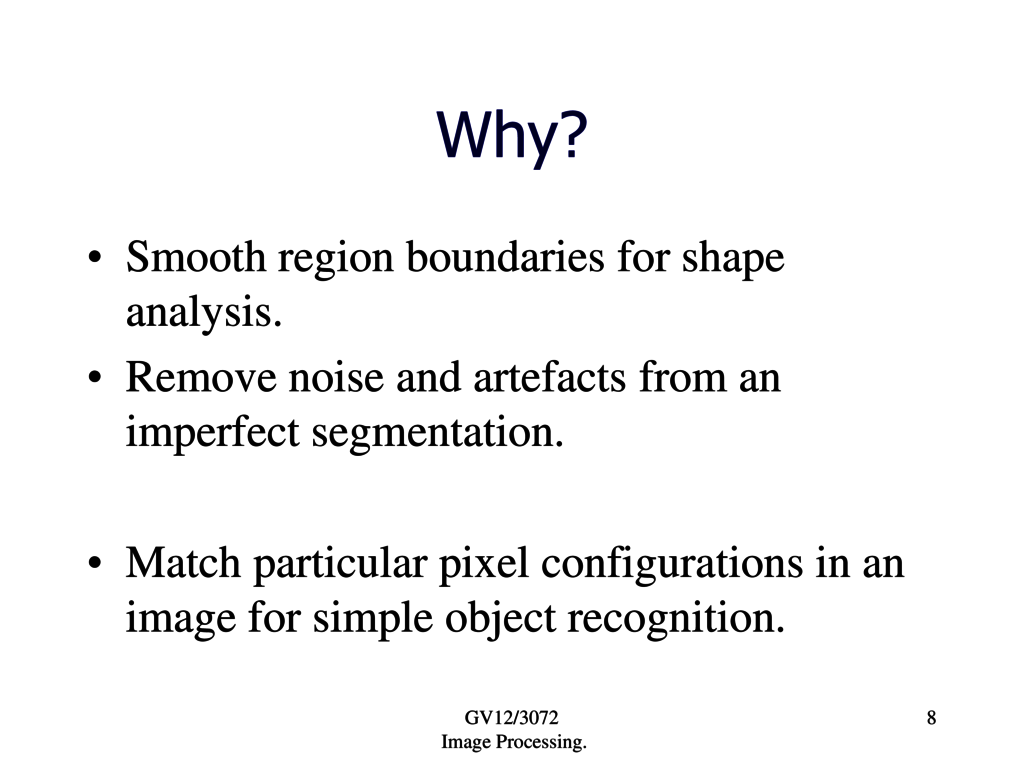 Why?
• Smooth region boundaries for shape
analysis.
• Remove noise and artefacts from an
imperfect segmentation.
• Match particular pixel configurations in an
image for simple object recognition.
GV12/3072
Image Processing.
8